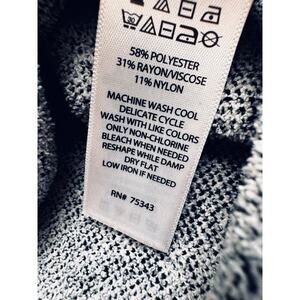 58% POLYESTER
31% RAYON/VISCOSE
11% NYLON
MACHINE WASH COOL
DELICATE CYCLE
WASH WITH LIKE COLORS
ONLY NON-CHLORINE
BLEACH WHEN NEEDED
RESHAPE WHILE DAMP
DRY FLAT
LOW IRON IF NEEDED
RN# 75343